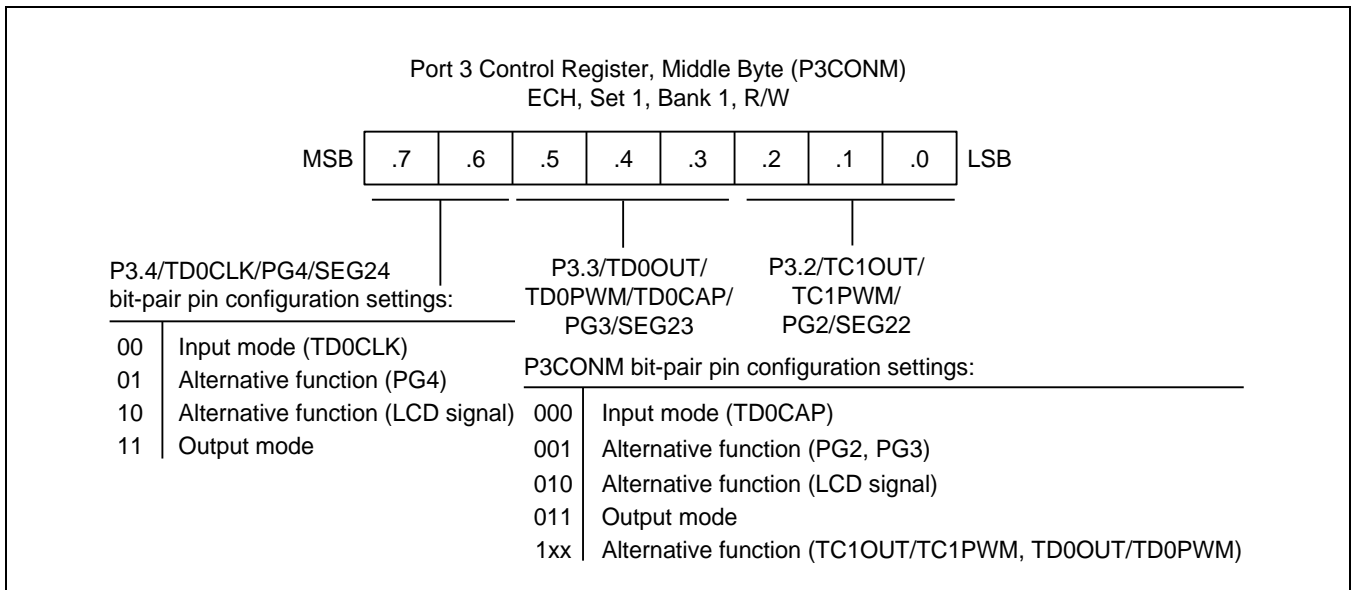 Port 3 Control Register, Middle Byte (P3CONM)
ECH, Set 1, Bank 1, R/W
MSB .7 .6 .5 .4 .3 .2 .1 .0 LSB
P3.4/TD0CLK/PG4/SEG24
bit-pair pin configuration settings:
00 Input mode (TD0CLK)
01 Alternative function (PG4)
10 Alternative function (LCD signal)
11 Output mode
P3.3/TD0OUT/
TD0PWM/TD0CAP/
PG3/SEG23
P3.2/TC1OUT/
TC1PWM/
PG2/SEG22
P3CONM bit-pair pin configuration settings:
000 Input mode (TD0CAP)
001 Alternative function (PG2, PG3)
010 Alternative function (LCD signal)
011 Output mode
1xx Alternative function (TC1OUT/TC1PWM, TD0OUT/TD0PWM)